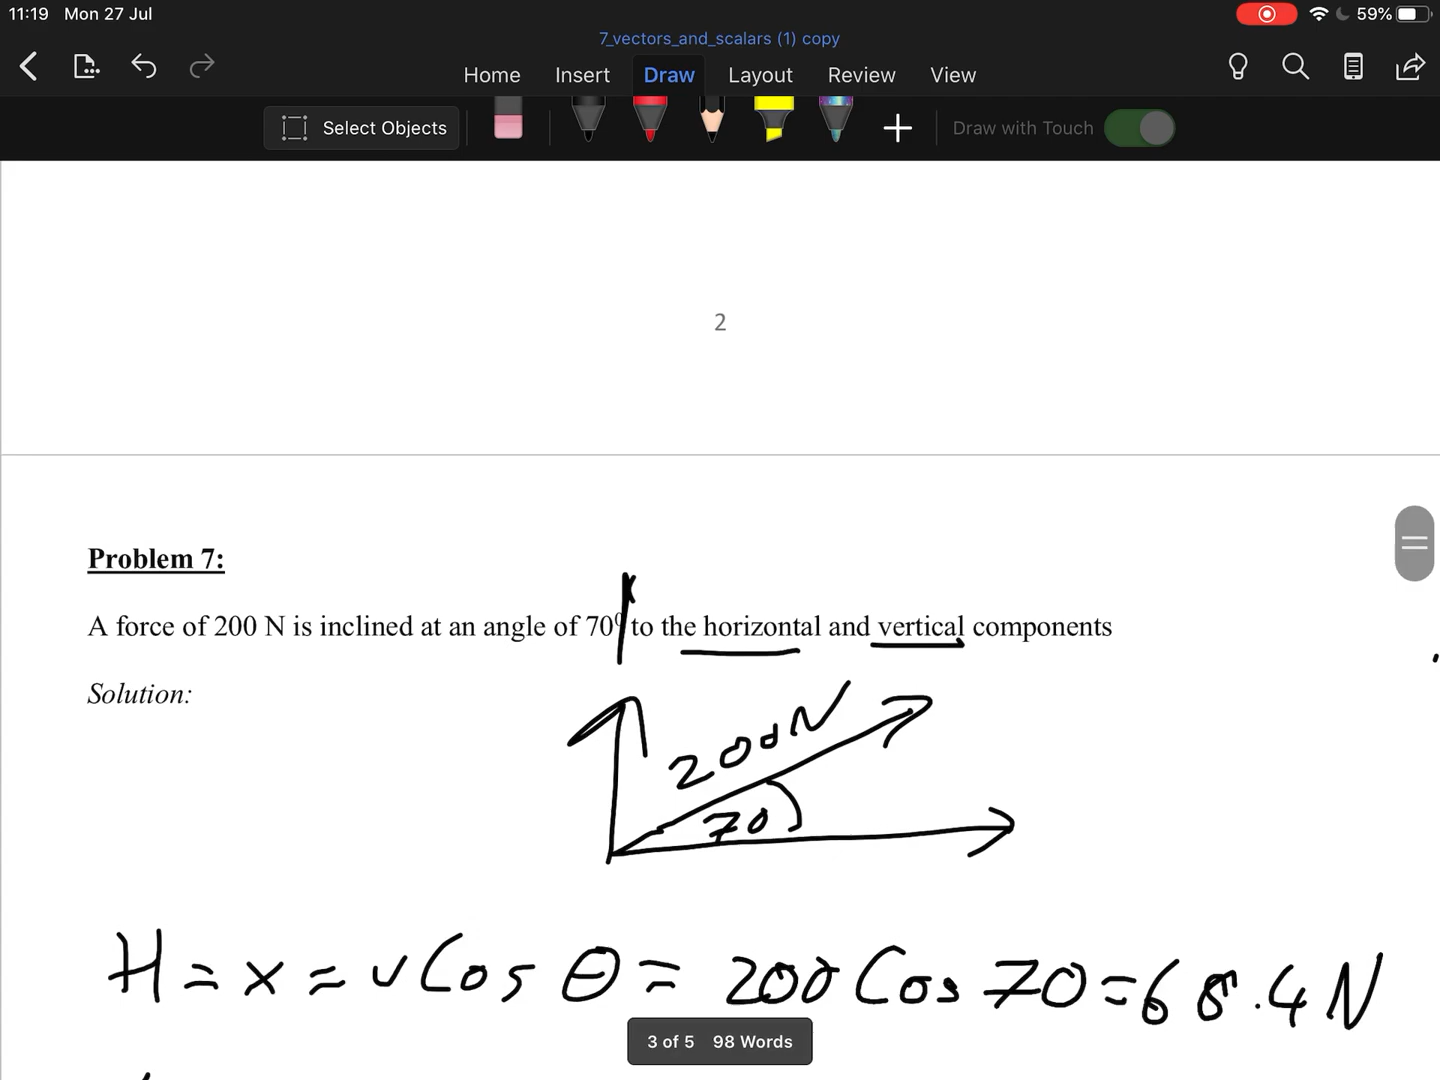 11:19 Mon 27 Jul 59%
7_vectors_and_scalars (1) copy
Home Insert Draw Layout Review View
Select Objects Draw with Touch
2
Problem 7:
A force of 200 N is inclined at an angle of 70⁰ to the horizontal and vertical components
Solution:
200N
70
H = x = v Cos θ = 200 Cos 70 = 68.4 N
3 of 5 98 Words